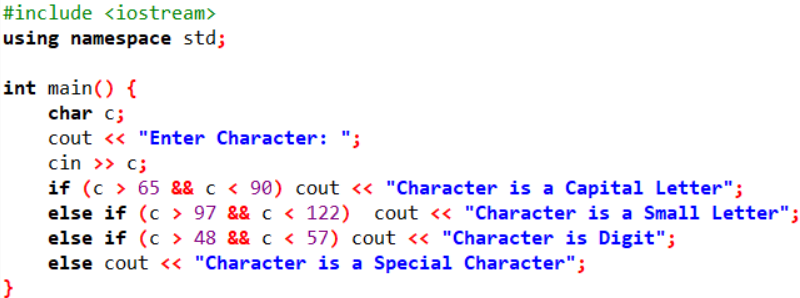 #include <iostream>
using namespace std;
int main() {
char c;
cout << "Enter Character: ";
cin >> c;
if (c > 65 && c < 90) cout << "Character is a Capital Letter";
else if (c > 97 && c < 122)  cout << "Character is a Small Letter";
else if (c > 48 && c < 57) cout << "Character is Digit";
else cout << "Character is a Special Character";
}